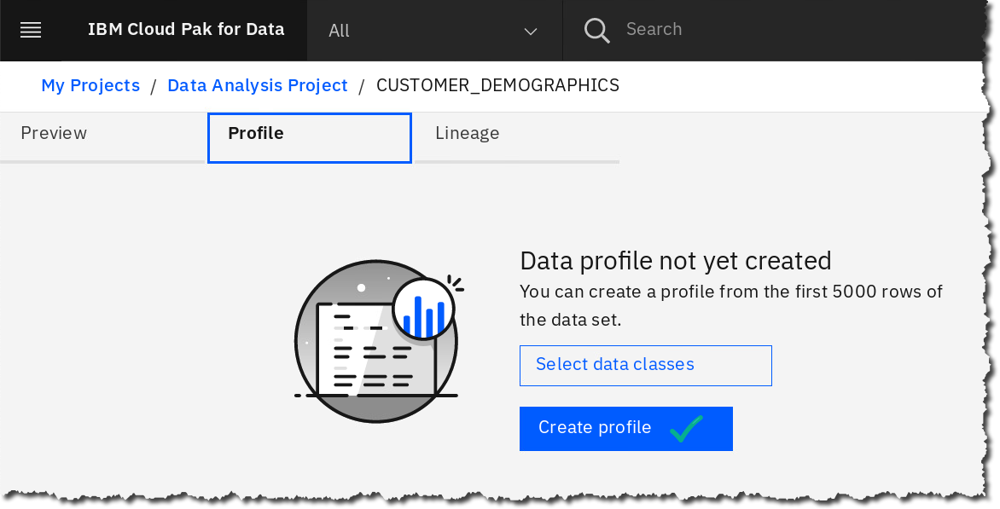 IBM Cloud Pak for Data All Search
My Projects / Data Analysis Project / CUSTOMER_DEMOGRAPHICS
Preview Profile Lineage
Data profile not yet created
You can create a profile from the first 5000 rows of
the data set.
Select data classes
Create profile